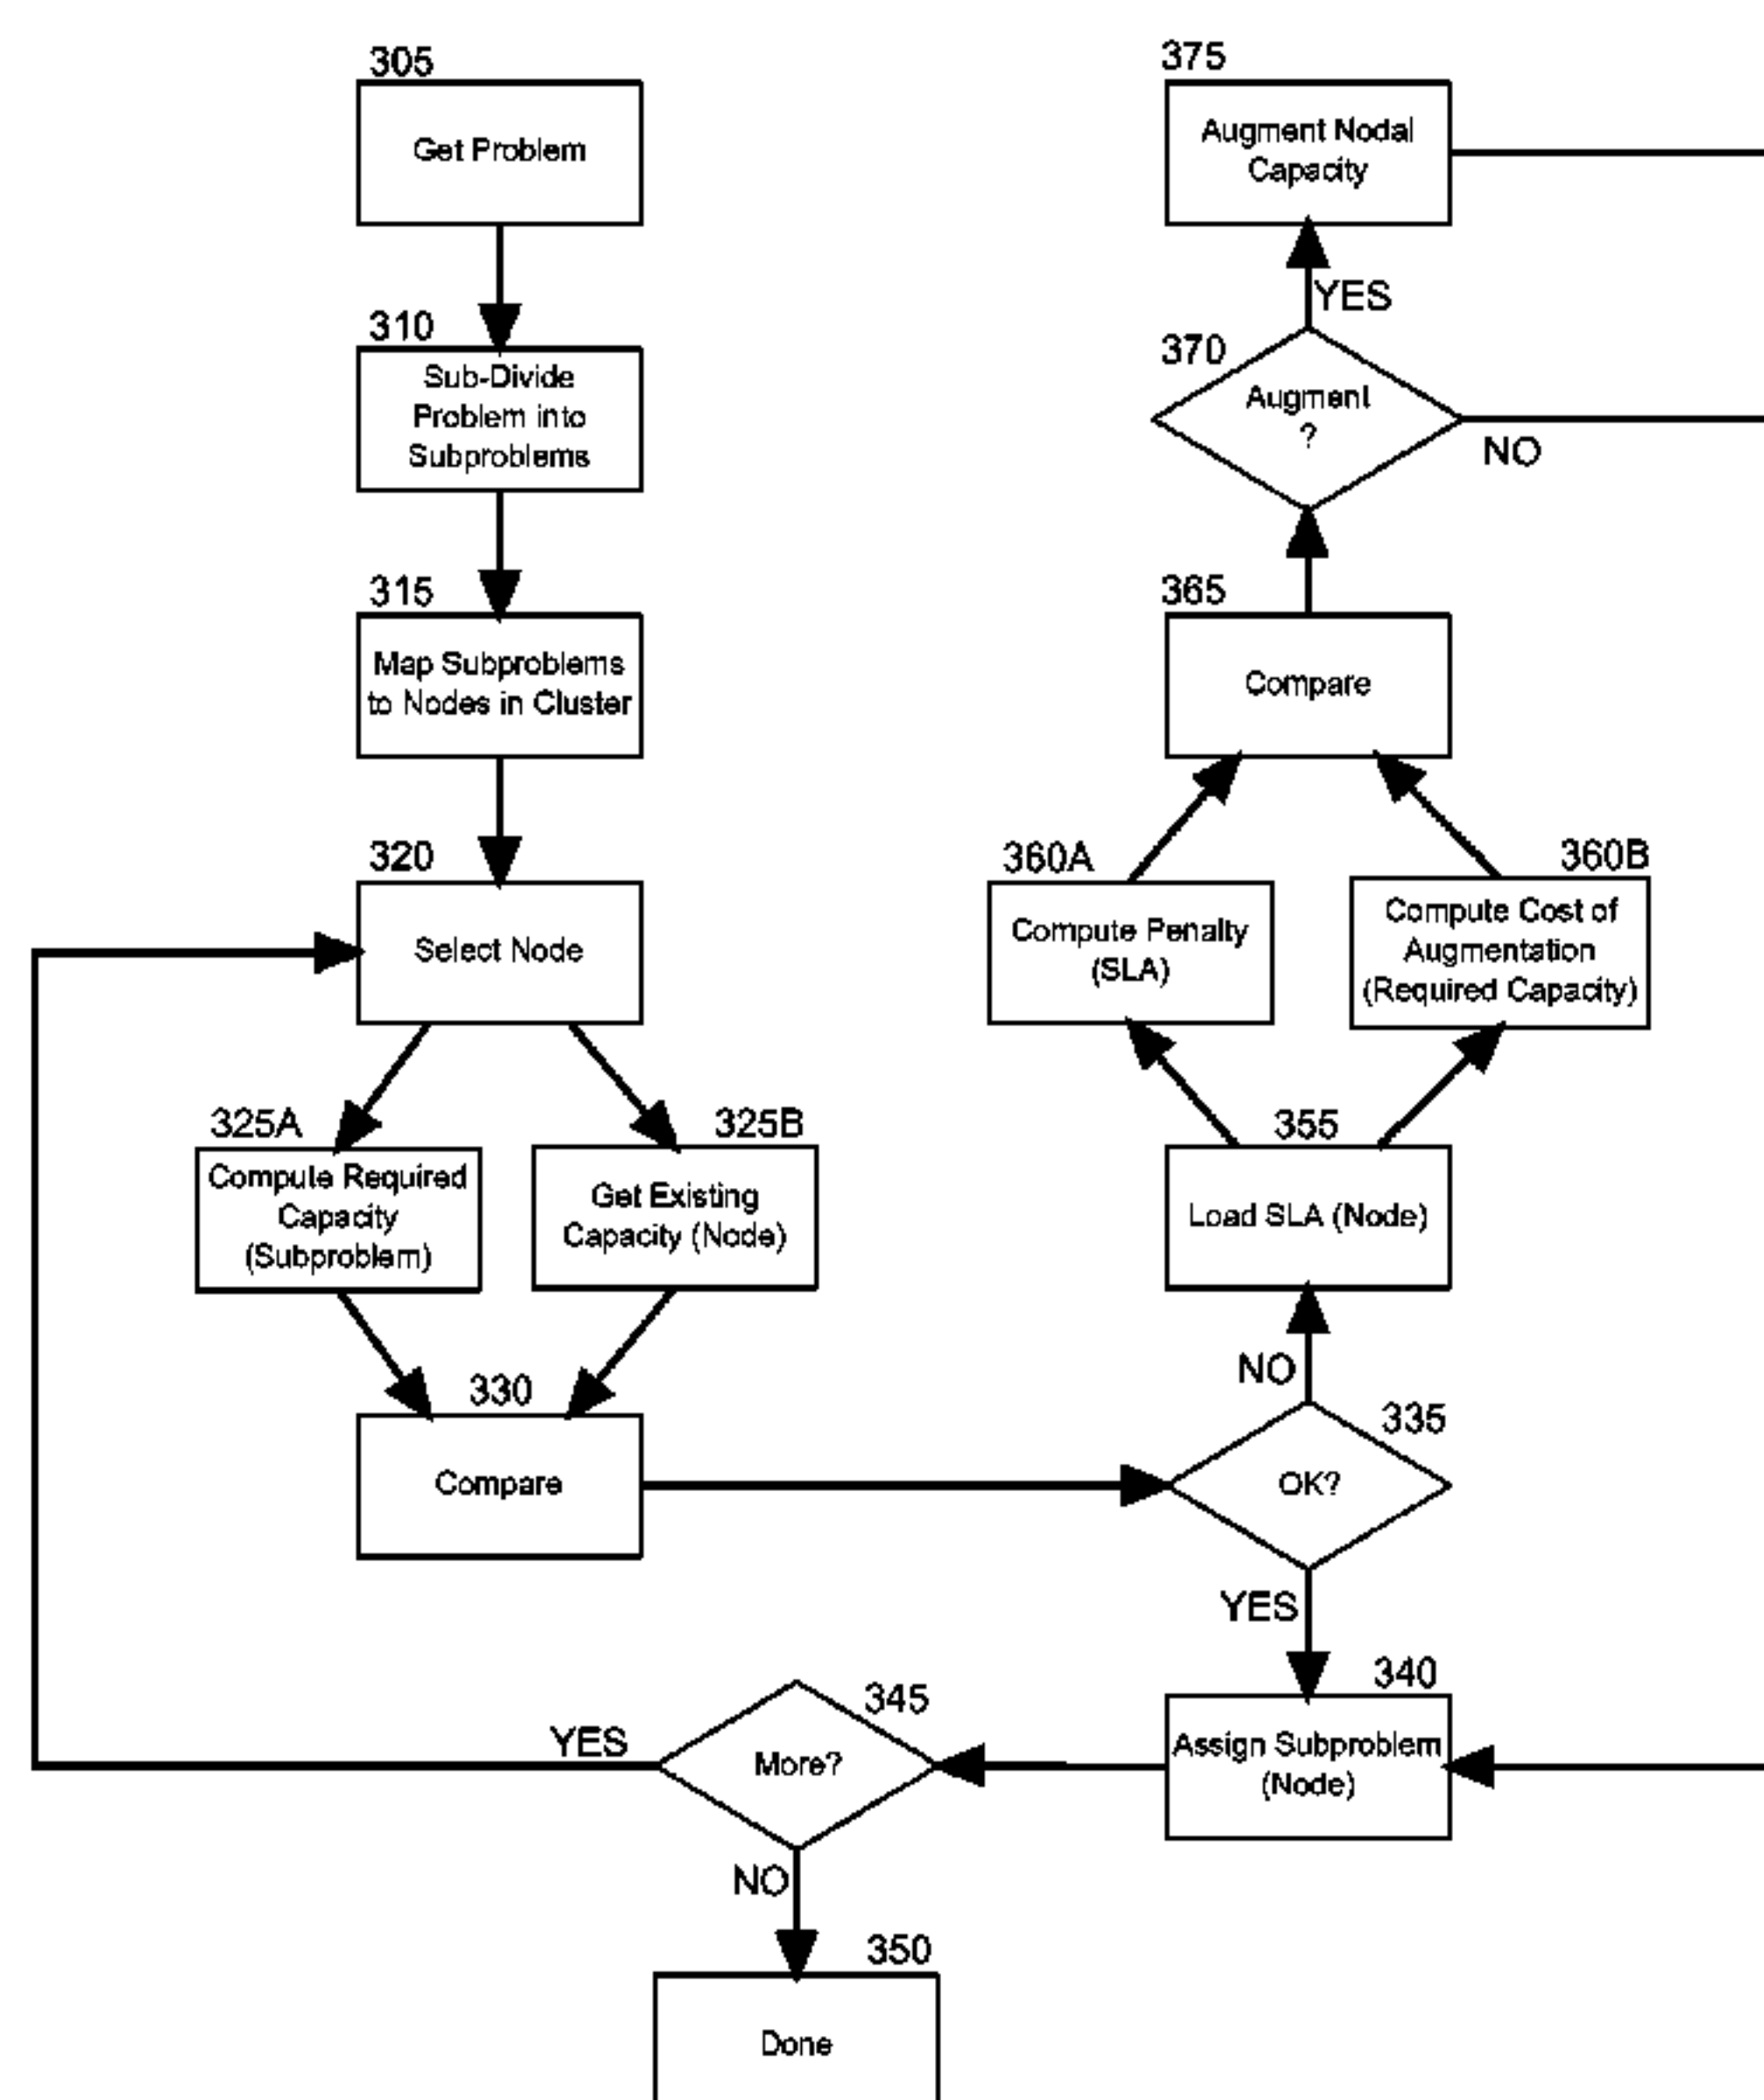 305
Get Problem
310
Sub-Divide
Problem into
Subproblems
315
Map Subproblems
to Nodes in Cluster
320
Select Node
325A
Compute Required
Capacity
(Subproblem)
325B
Get Existing
Capacity (Node)
330
Compare
335
OK?
NO
YES
340
Assign Subproblem
(Node)
345
More?
YES
NO
350
Done
355
Load SLA (Node)
360A
Compute Penalty
(SLA)
360B
Compute Cost of
Augmentation
(Required Capacity)
365
Compare
370
Augment
?
YES
NO
375
Augment Nodal
Capacity